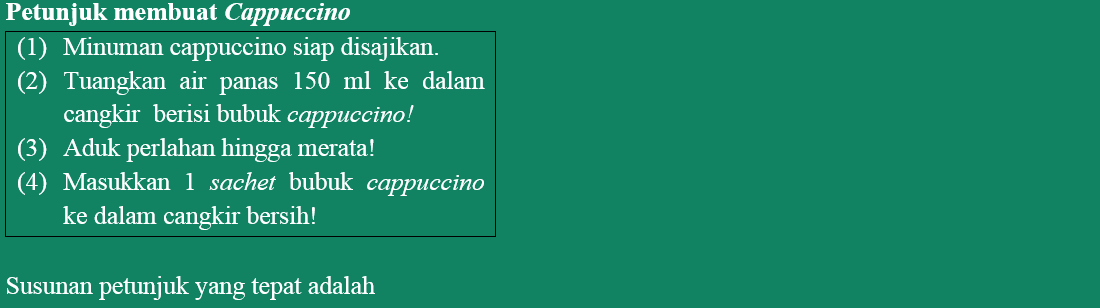 Petunjuk membuat Cappuccino
(1) Minuman cappuccino siap disajikan.
(2) Tuangkan air panas 150 ml ke dalam
cangkir berisi bubuk cappuccino!
(3) Aduk perlahan hingga merata!
(4) Masukkan 1 sachet bubuk cappuccino
ke dalam cangkir bersih!
Susunan petunjuk yang tepat adalah